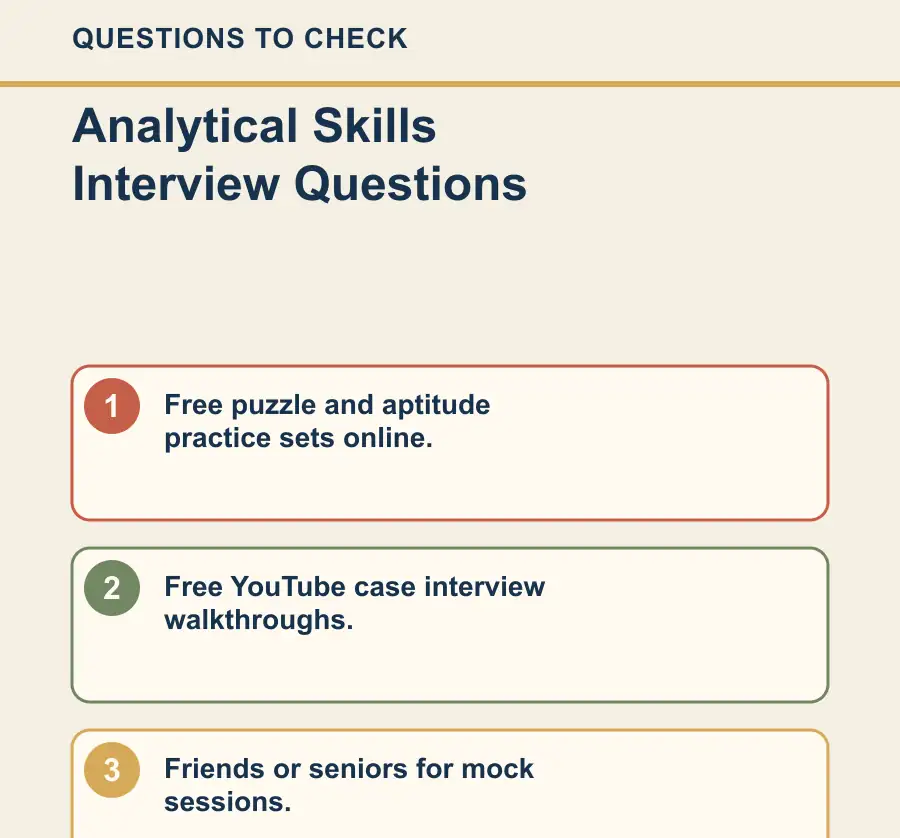 QUESTIONS TO CHECK
Analytical Skills
Interview Questions
1
Free puzzle and aptitude
practice sets online.
2
Free YouTube case interview
walkthroughs.
3
Friends or seniors for mock
sessions.